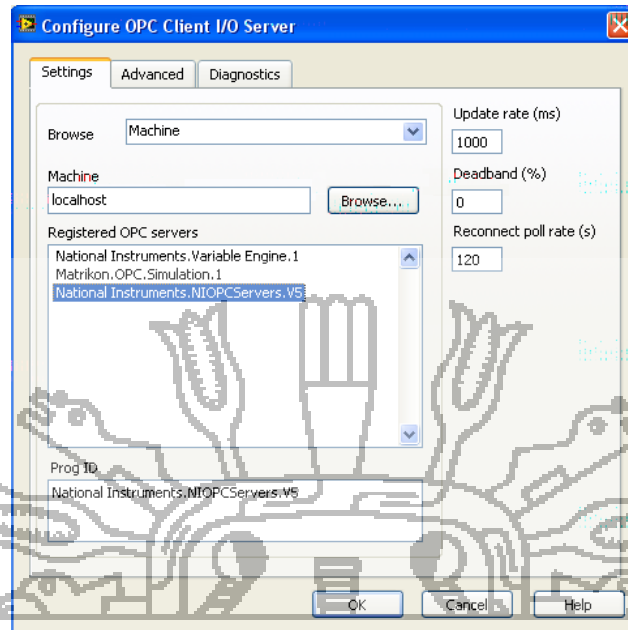 Configure OPC Client I/O Server
Settings Advanced Diagnostics
Browse Machine
Machine
localhost Browse...
Registered OPC servers
National Instruments.Variable Engine.1
Matrikon.OPC.Simulation.1
National Instruments.NIOPCServers.V5
Prog ID
National Instruments.NIOPCServers.V5
Update rate (ms)
1000
Deadband (%)
0
Reconnect poll rate (s)
120
OK Cancel Help